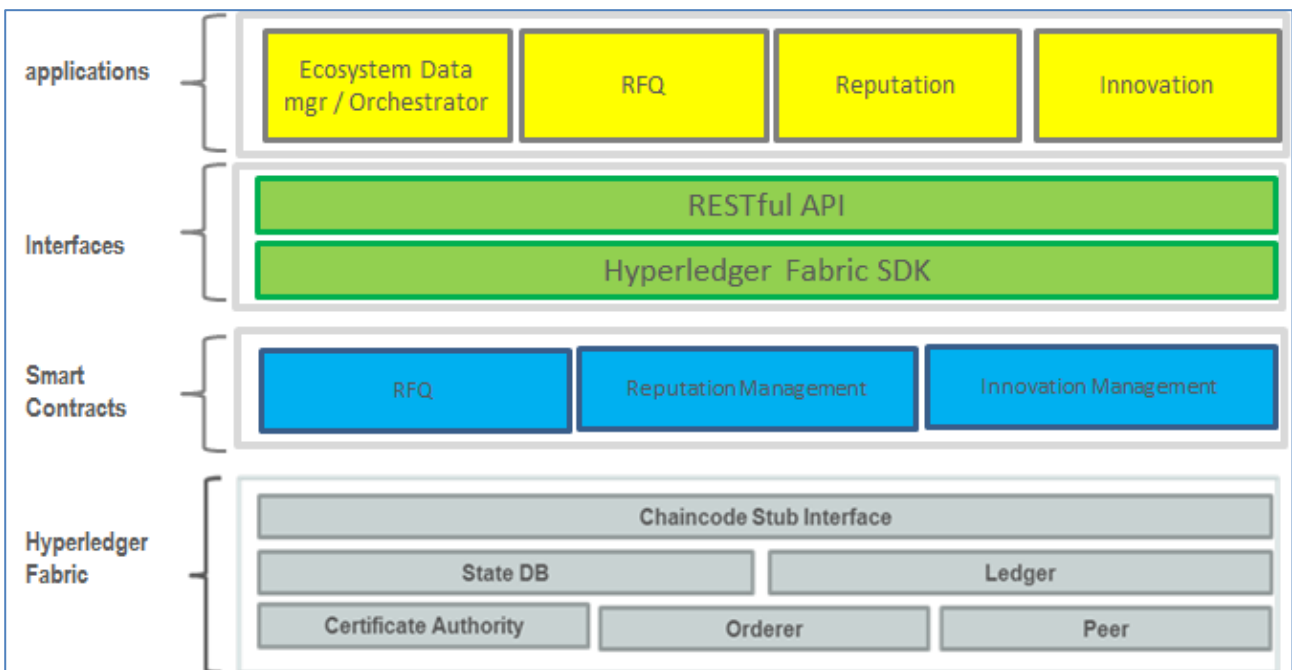 applications
Ecosystem Data
mgr / Orchestrator
RFQ
Reputation
Innovation
Interfaces
RESTful API
Hyperledger Fabric SDK
Smart
Contracts
RFQ
Reputation Management
Innovation Management
Hyperledger
Fabric
Chaincode Stub Interface
State DB
Ledger
Certificate Authority
Orderer
Peer